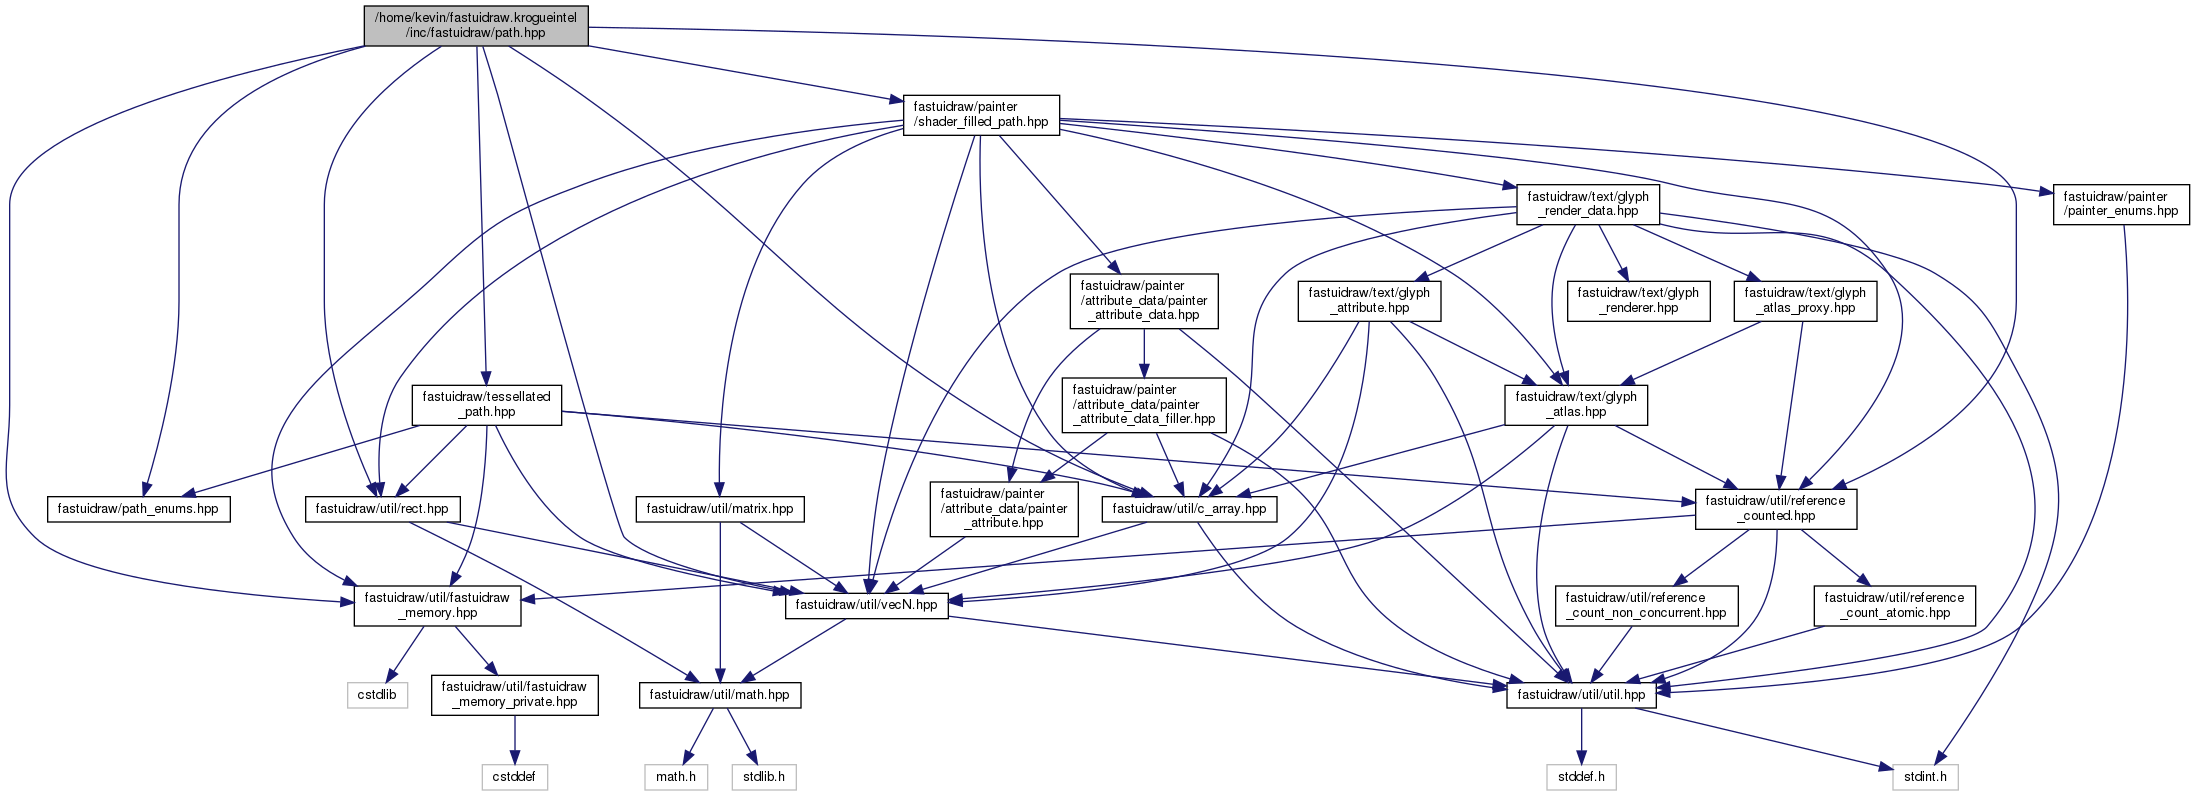 /home/kevin/fastuidraw.krogueintel
/inc/fastuidraw/path.hpp
fastuidraw/painter
/shader_filled_path.hpp
fastuidraw/text/glyph
_render_data.hpp
fastuidraw/painter
/painter_enums.hpp
fastuidraw/painter
/attribute_data/painter
_attribute_data.hpp
fastuidraw/text/glyph
_attribute.hpp
fastuidraw/text/glyph
_renderer.hpp
fastuidraw/text/glyph
_atlas_proxy.hpp
fastuidraw/tessellated
_path.hpp
fastuidraw/painter
/attribute_data/painter
_attribute_data_filler.hpp
fastuidraw/text/glyph
_atlas.hpp
fastuidraw/path_enums.hpp
fastuidraw/util/rect.hpp
fastuidraw/util/matrix.hpp
fastuidraw/painter
/attribute_data/painter
_attribute.hpp
fastuidraw/util/c_array.hpp
fastuidraw/util/reference
_counted.hpp
fastuidraw/util/fastuidraw
_memory.hpp
fastuidraw/util/vecN.hpp
fastuidraw/util/reference
_count_non_concurrent.hpp
fastuidraw/util/reference
_count_atomic.hpp
cstdlib
fastuidraw/util/fastuidraw
_memory_private.hpp
fastuidraw/util/math.hpp
fastuidraw/util/util.hpp
cstddef
math.h
stdlib.h
stddef.h
stdint.h